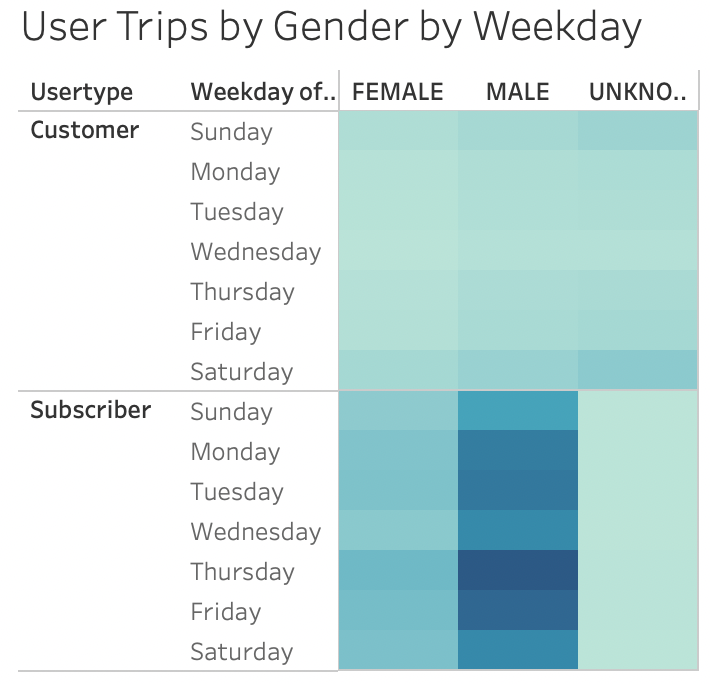 User Trips by Gender by Weekday
Usertype Weekday of.. FEMALE MALE UNKNO..
Customer Sunday
Monday
Tuesday
Wednesday
Thursday
Friday
Saturday
Subscriber Sunday
Monday
Tuesday
Wednesday
Thursday
Friday
Saturday